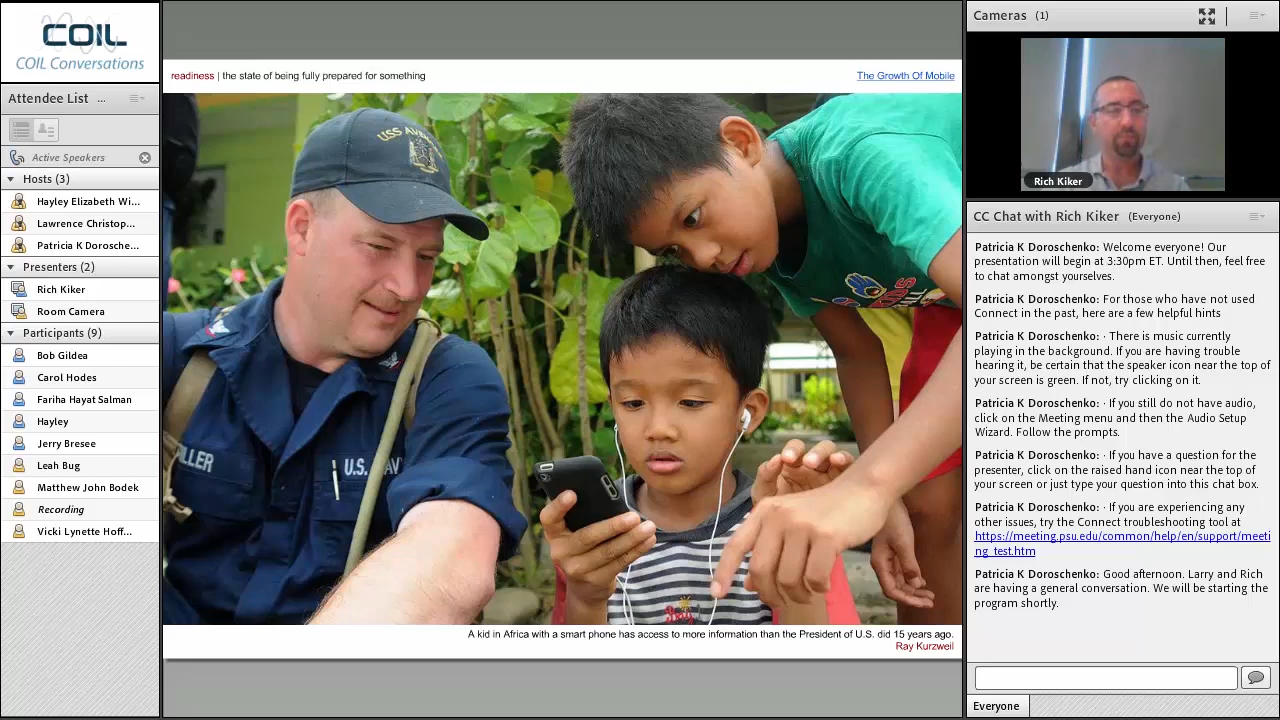 COIL
COIL Conversations
Attendee List ...
Active Speakers
Hosts (3)
Hayley Elizabeth Wi...
Lawrence Christop...
Patricia K Dorosche...
Presenters (2)
Rich Kiker
Room Camera
Participants (9)
Bob Gildea
Carol Hodes
Fariha Hayat Salman
Hayley
Jerry Bresee
Leah Bug
Matthew John Bodek
Recording
Vicki Lynette Hoff...
readiness | the state of being fully prepared for something
The Growth Of Mobile
USS
U.S. NAVY
A kid in Africa with a smart phone has access to more information than the President of U.S. did 15 years ago.
Ray Kurzweil
Cameras (1)
Rich Kiker
CC Chat with Rich Kiker (Everyone)
Patricia K Doroschenko: Welcome everyone! Our
presentation will begin at 3:30pm ET. Until then, feel free
to chat amongst yourselves.
Patricia K Doroschenko: For those who have not used
Connect in the past, here are a few helpful hints
Patricia K Doroschenko: · There is music currently
playing in the background. If you are having trouble
hearing it, be certain that the speaker icon near the top of
your screen is green. If not, try clicking on it.
Patricia K Doroschenko: · If you still do not have audio,
click on the Meeting menu and then the Audio Setup
Wizard. Follow the prompts.
Patricia K Doroschenko: · If you have a question for the
presenter, click on the raised hand icon near the top of
your screen or just type your question into this chat box.
Patricia K Doroschenko: · If you are experiencing any
other issues, try the Connect troubleshooting tool at
https://meeting.psu.edu/common/help/en/support/meeti
ng_test.htm
Patricia K Doroschenko: Good afternoon. Larry and Rich
are having a general conversation. We will be starting the
program shortly.
Everyone